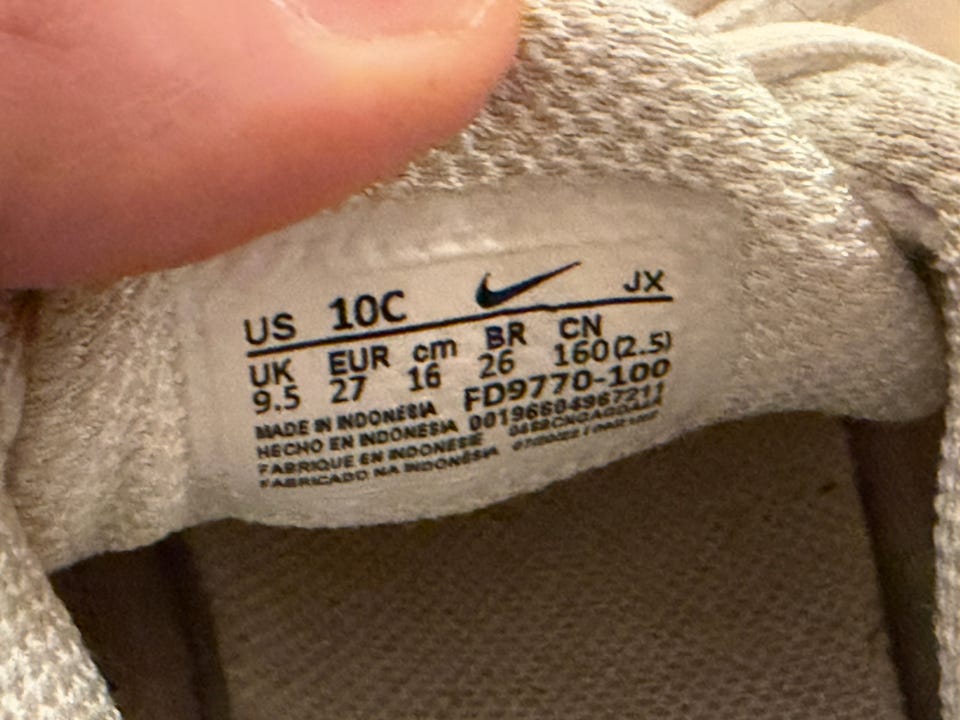 US 10C JX
UK EUR cm BR CN
9.5 27 16 26 160(2.5)
MADE IN INDONESIA FD9770-100
HECHO EN INDONESIA
FABRIQUE EN INDONESIE
FABRICADO NA INDONÉSIA